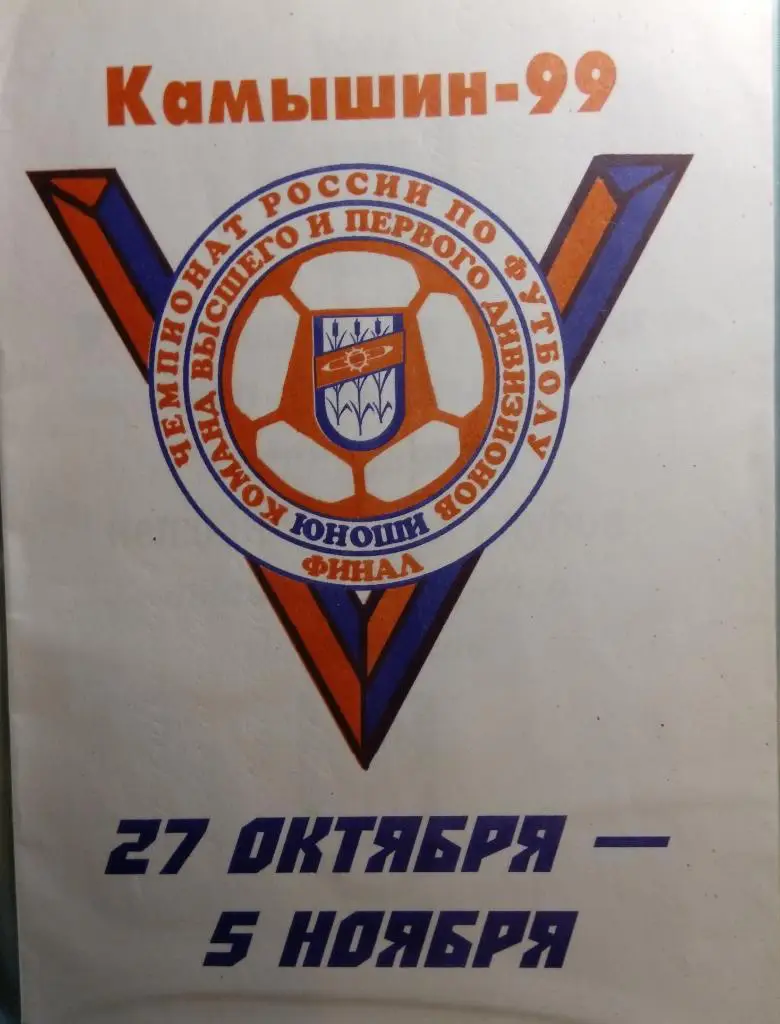 Камышин-99
ЧЕМПИОНАТ РОССИИ ПО ФУТБОЛУ
КОМАНД ВЫСШЕГО И ПЕРВОГО ДИВИЗИОНОВ
ЮНОШИ
ФИНАЛ
27 ОКТЯБРЯ —
5 НОЯБРЯ